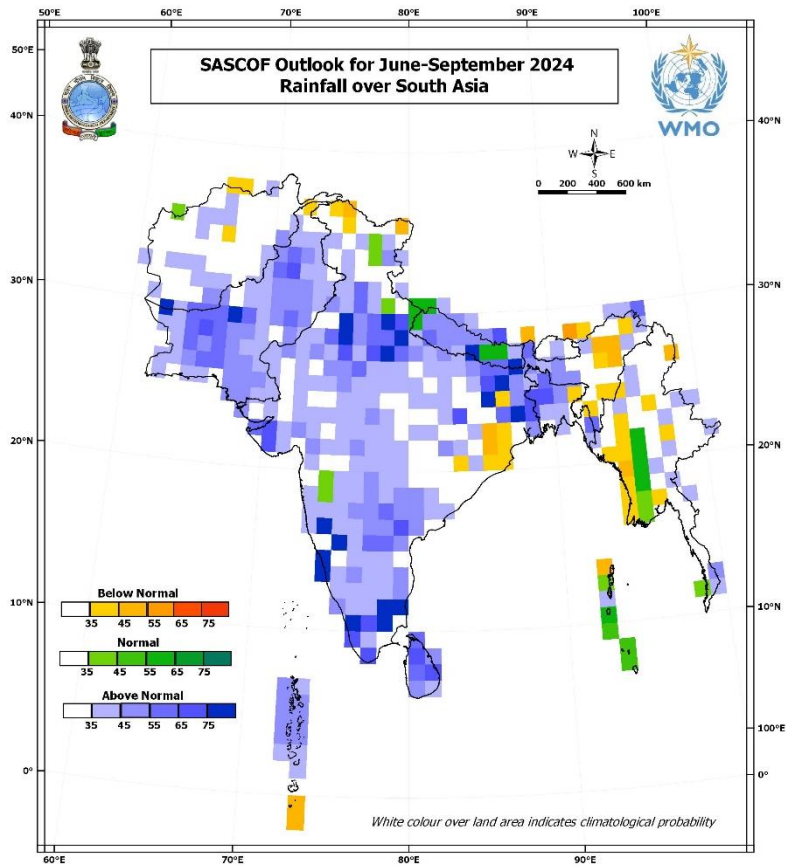 50°E 60°E 70°E 80°E 90°E 100°E
SASCOF Outlook for June-September 2024
Rainfall over South Asia
WMO
50°N
40°N 40°N
N
W E
S
0 200 400 600 km
30°N 30°N
20°N 20°N
10°N 10°N
Below Normal
35 45 55 65 75
Normal
35 45 55 65 75
Above Normal
35 45 55 65 75
100°E
0° 0°
White colour over land area indicates climatological probability
60°E 70°E 80°E 90°E